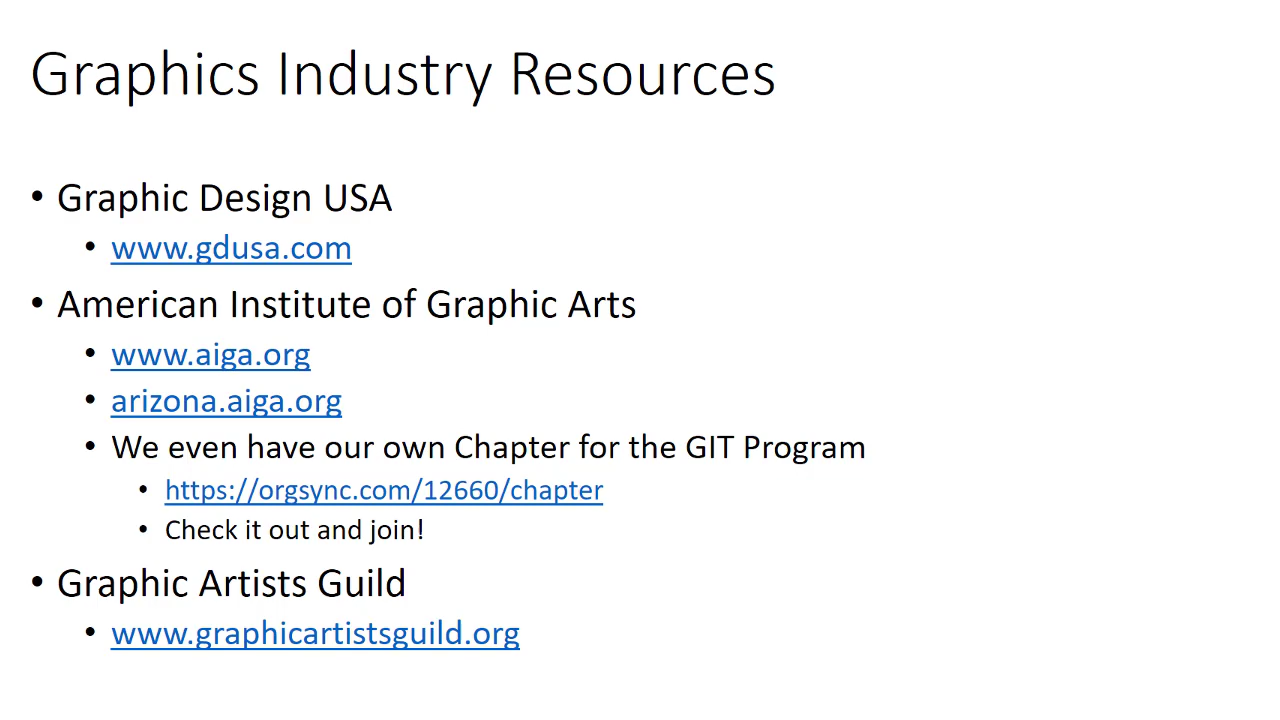 Graphics Industry Resources
• Graphic Design USA
• www.gdusa.com
• American Institute of Graphic Arts
• www.aiga.org
• arizona.aiga.org
• We even have our own Chapter for the GIT Program
• https://orgsync.com/12660/chapter
• Check it out and join!
• Graphic Artists Guild
• www.graphicartistsguild.org